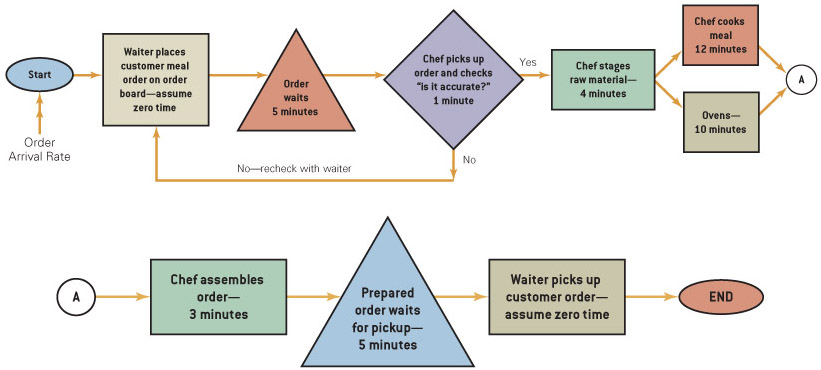 Start
Order
Arrival Rate
Waiter places
customer meal
order on order
board—assume
zero time
Order
waits
5 minutes
Chef picks up
order and checks
“is it accurate?”
1 minute
Yes
No
No—recheck with waiter
Chef stages
raw material—
4 minutes
Chef cooks
meal
12 minutes
Ovens—
10 minutes
A
A
Chef assembles
order—
3 minutes
Prepared
order waits
for pickup—
5 minutes
Waiter picks up
customer order—
assume zero time
END